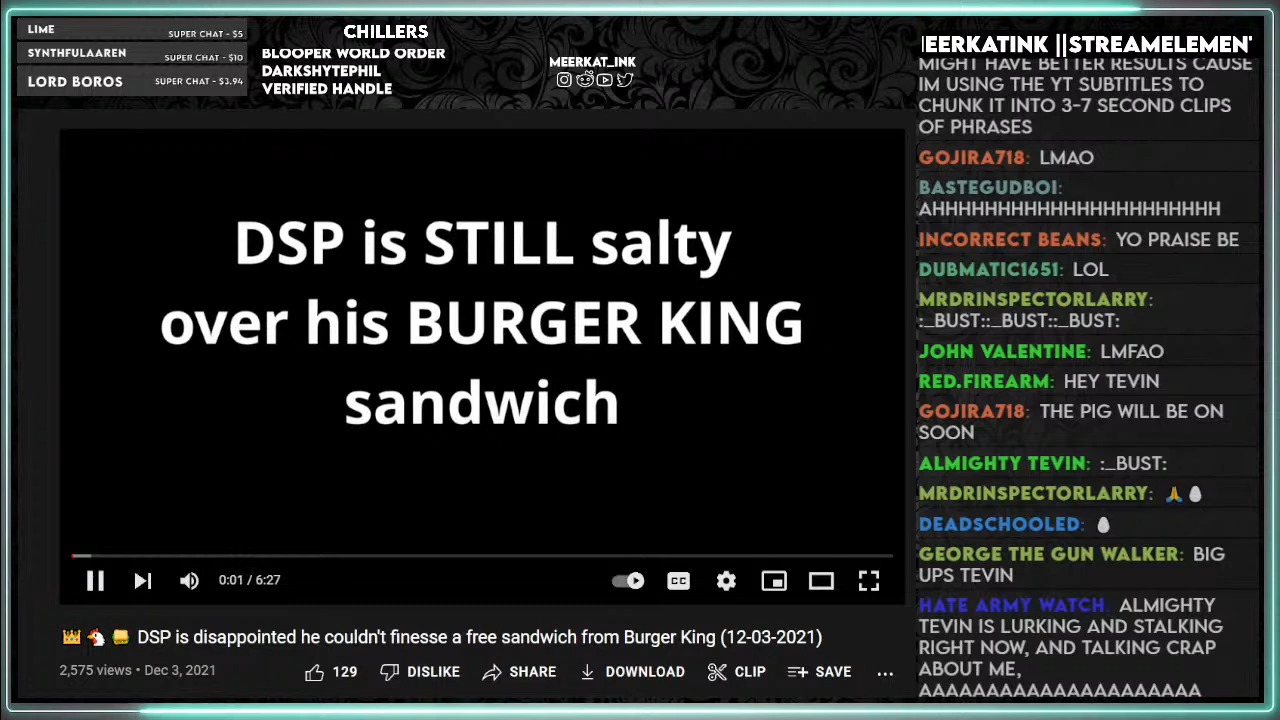 LIME SUPER CHAT - $5
SYNTHFULAAREN SUPER CHAT - $10
LORD BOROS SUPER CHAT - $3.94
CHILLERS
BLOOPER WORLD ORDER
DARKSHYTEPHIL
VERIFIED HANDLE
MEERKAT_INK
EERKATINK ||STREAMELEMEN
MIGHT HAVE BETTER RESULTS CAUSE
IM USING THE YT SUBTITLES TO
CHUNK IT INTO 3-7 SECOND CLIPS
OF PHRASES
GOJIRA718: LMAO
BASTEGUDBOI:
AHHHHHHHHHHHHHHHHHHHHHH
INCORRECT BEANS: YO PRAISE BE
DUBMATIC1651: LOL
MRDRINSPECTORLARRY:
:_BUST::_BUST::_BUST:
JOHN VALENTINE: LMFAO
RED.FIREARM: HEY TEVIN
GOJIRA718: THE PIG WILL BE ON
SOON
ALMIGHTY TEVIN: :_BUST:
MRDRINSPECTORLARRY: 🙏🥚
DEADSCHOOLED: 🥚
GEORGE THE GUN WALKER: BIG
UPS TEVIN
HATE ARMY WATCH: ALMIGHTY
TEVIN IS LURKING AND STALKING
RIGHT NOW, AND TALKING CRAP
ABOUT ME,
AAAAAAAAAAAAAAAAAAAAA
DSP is STILL salty
over his BURGER KING
sandwich
0:01 / 6:27
CC
👑 🐔 🍔 DSP is disappointed he couldn't finesse a free sandwich from Burger King (12-03-2021)
2,575 views • Dec 3, 2021
129 DISLIKE SHARE DOWNLOAD CLIP SAVE ...